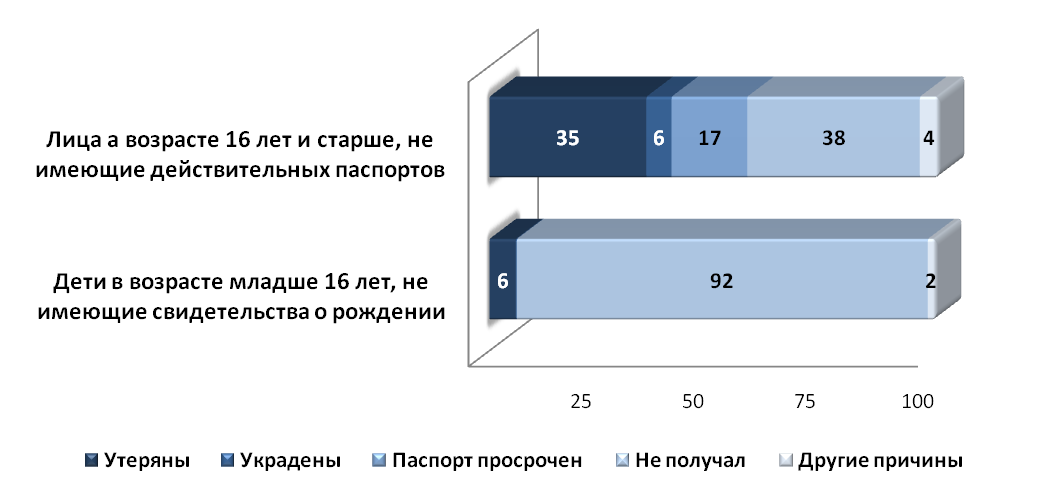 Лица а возрасте 16 лет и старше, не
имеющие действительных паспортов
35 6 17 38 4
Дети в возрасте младше 16 лет, не
имеющие свидетельства о рождении
6 92 2
25 50 75 100
Утеряны Украдены Паспорт просрочен Не получал Другие причины